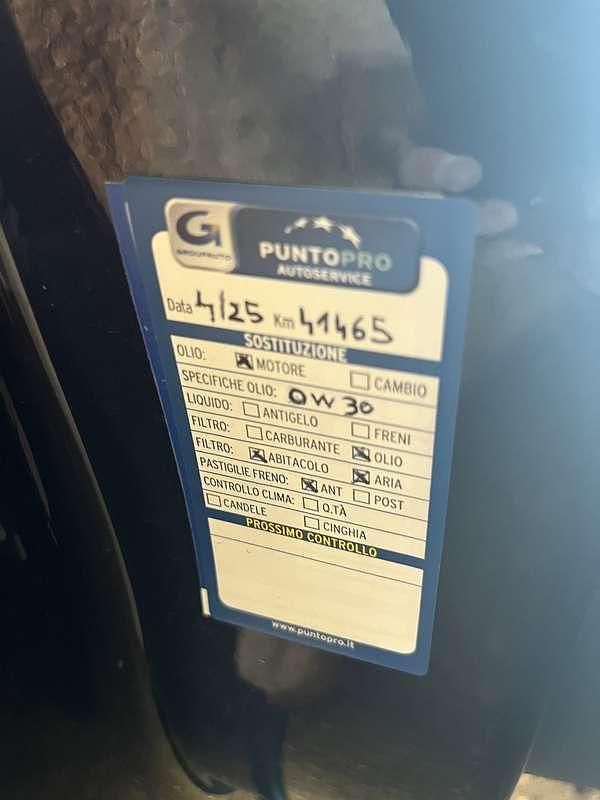 G
GROUPAUTO
PUNTOPRO
AUTOSERVICE
Data 4/25 Km 41465
SOSTITUZIONE
OLIO: MOTORE CAMBIO
SPECIFICHE OLIO: 0W30
LIQUIDO: ANTIGELO FRENI
FILTRO: CARBURANTE OLIO
FILTRO: ABITACOLO ARIA
PASTIGLIE FRENO: ANT POST
CONTROLLO CLIMA: Q.TÀ
CANDELE CINGHIA
PROSSIMO CONTROLLO
www.puntopro.it